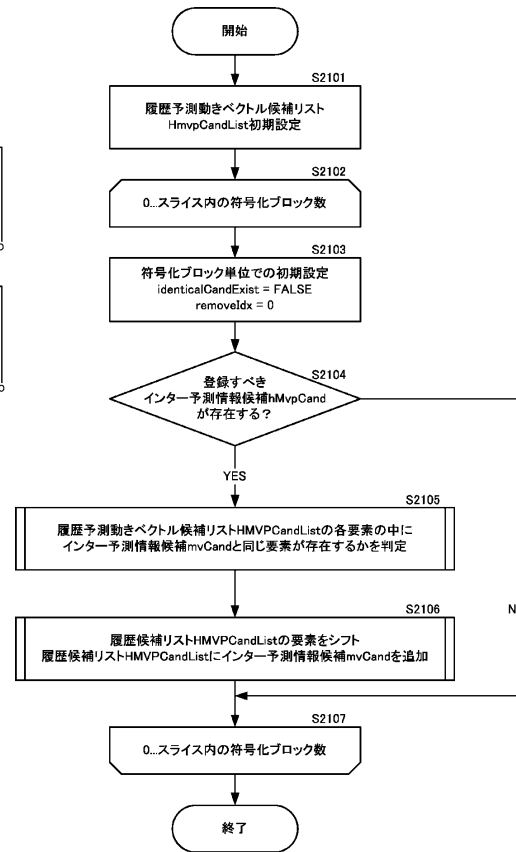 開始
S2101
履歴予測動きベクトル候補リスト
HmvpCandList初期設定
S2102
0...スライス内の符号化ブロック数
S2103
符号化ブロック単位での初期設定
identicalCandExist = FALSE
removeIdx = 0
S2104
登録すべき
インター予測情報候補hMvpCand
が存在する？
YES
S2105
履歴予測動きベクトル候補リストHMVPCandListの各要素の中に
インター予測情報候補mvCandと同じ要素が存在するかを判定
S2106
N
履歴候補リストHMVPCandListの要素をシフト
履歴候補リストHMVPCandListにインター予測情報候補mvCandを追加
S2107
0...スライス内の符号化ブロック数
終了